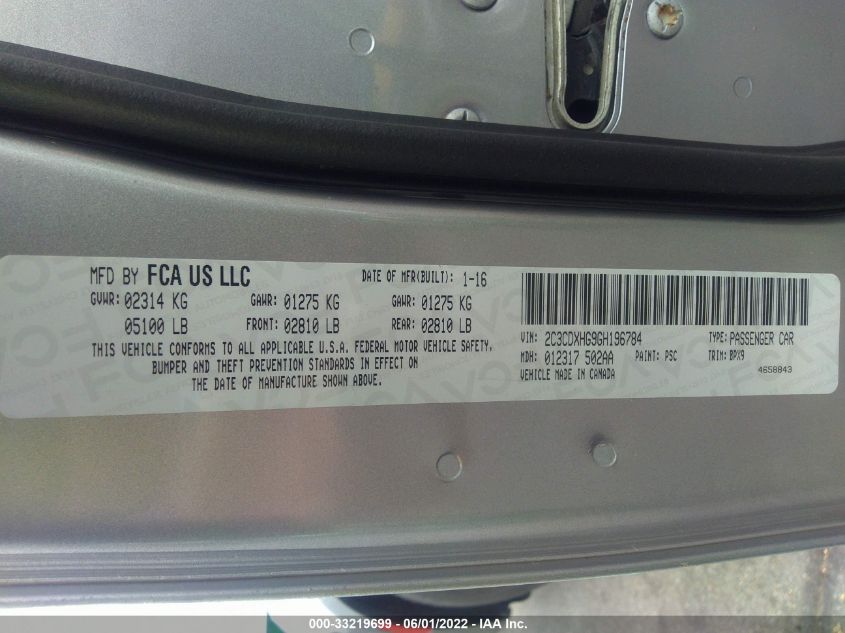 MFD BY FCA US LLC DATE OF MFR(BUILT): 1-16
GVWR: 02314 KG GAWR: 01275 KG GAWR: 01275 KG
05100 LB FRONT: 02810 LB REAR: 02810 LB
THIS VEHICLE CONFORMS TO ALL APPLICABLE U.S.A. FEDERAL MOTOR VEHICLE SAFETY,
BUMPER AND THEFT PREVENTION STANDARDS IN EFFECT ON
THE DATE OF MANUFACTURE SHOWN ABOVE.
VIN: 2C3CDXHG9GH196784 TYPE: PASSENGER CAR
MDH: 012317 502AA PAINT: PSC TRIM: BPX9
VEHICLE MADE IN CANADA 4658843
000-33219699 - 06/01/2022 - IAA Inc.